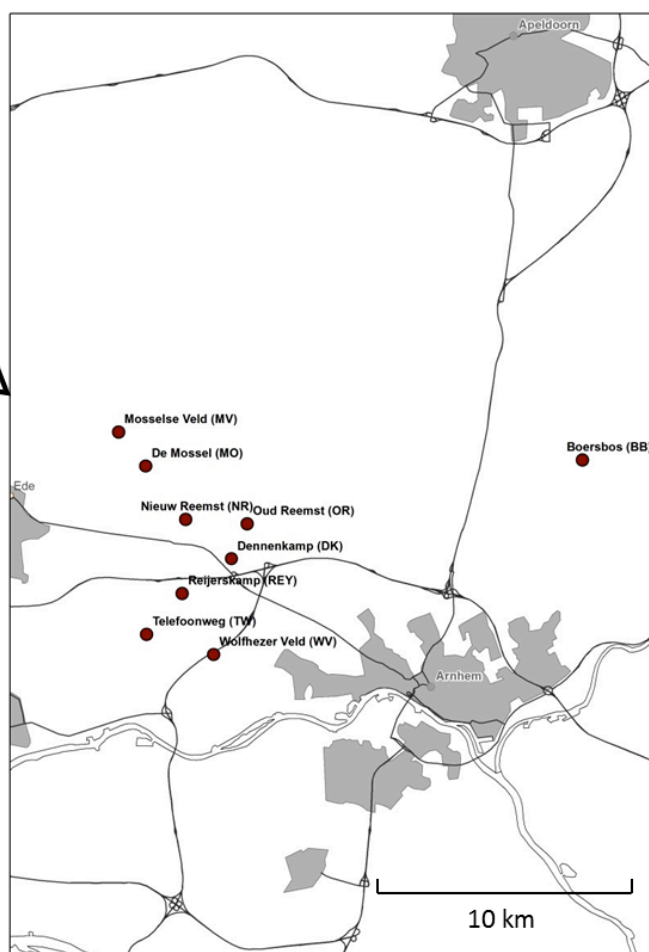 Apeldoorn
Mosselse Veld (MV)
Boersbos (BB)
De Mossel (MO)
Ede
Nieuw Reemst (NR)
Oud Reemst (OR)
Dennenkamp (DK)
Reijerskamp (REY)
Telefoonweg (TW)
Wolfhezer Veld (WV)
Arnhem
10 km